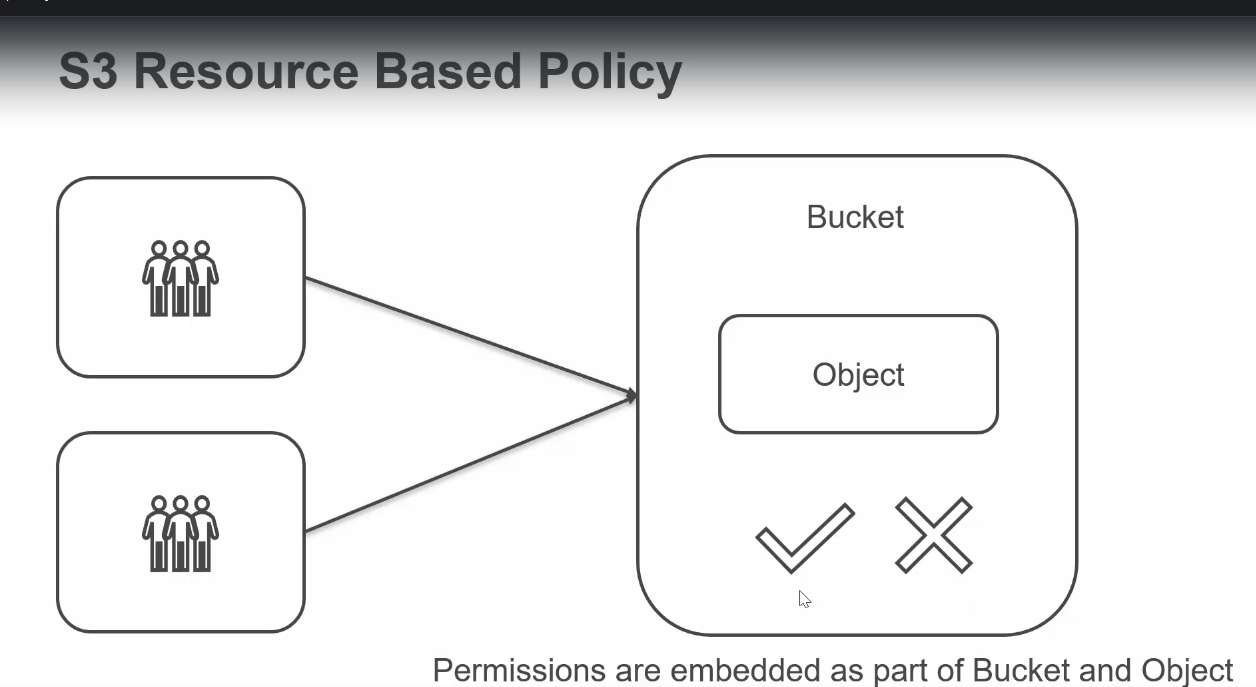 S3 Resource Based Policy
Bucket
Object
Permissions are embedded as part of Bucket and Object